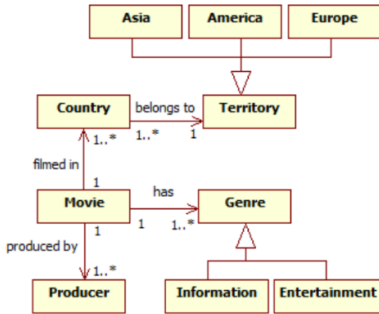 Asia America Europe
Country belongs to Territory
1..* 1..* 1
filmed in
1 has
Movie Genre
1 1 1..*
produced by
1..*
Producer Information Entertainment